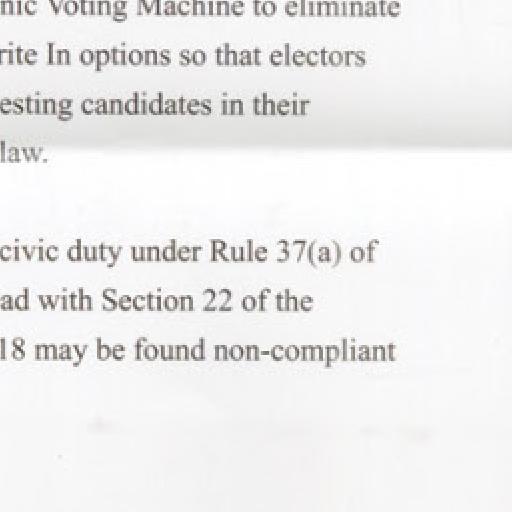 nic Voting Machine to eliminate
rite In options so that electors
esting candidates in their
law.
civic duty under Rule 37(a) of
ad with Section 22 of the
18 may be found non-compliant